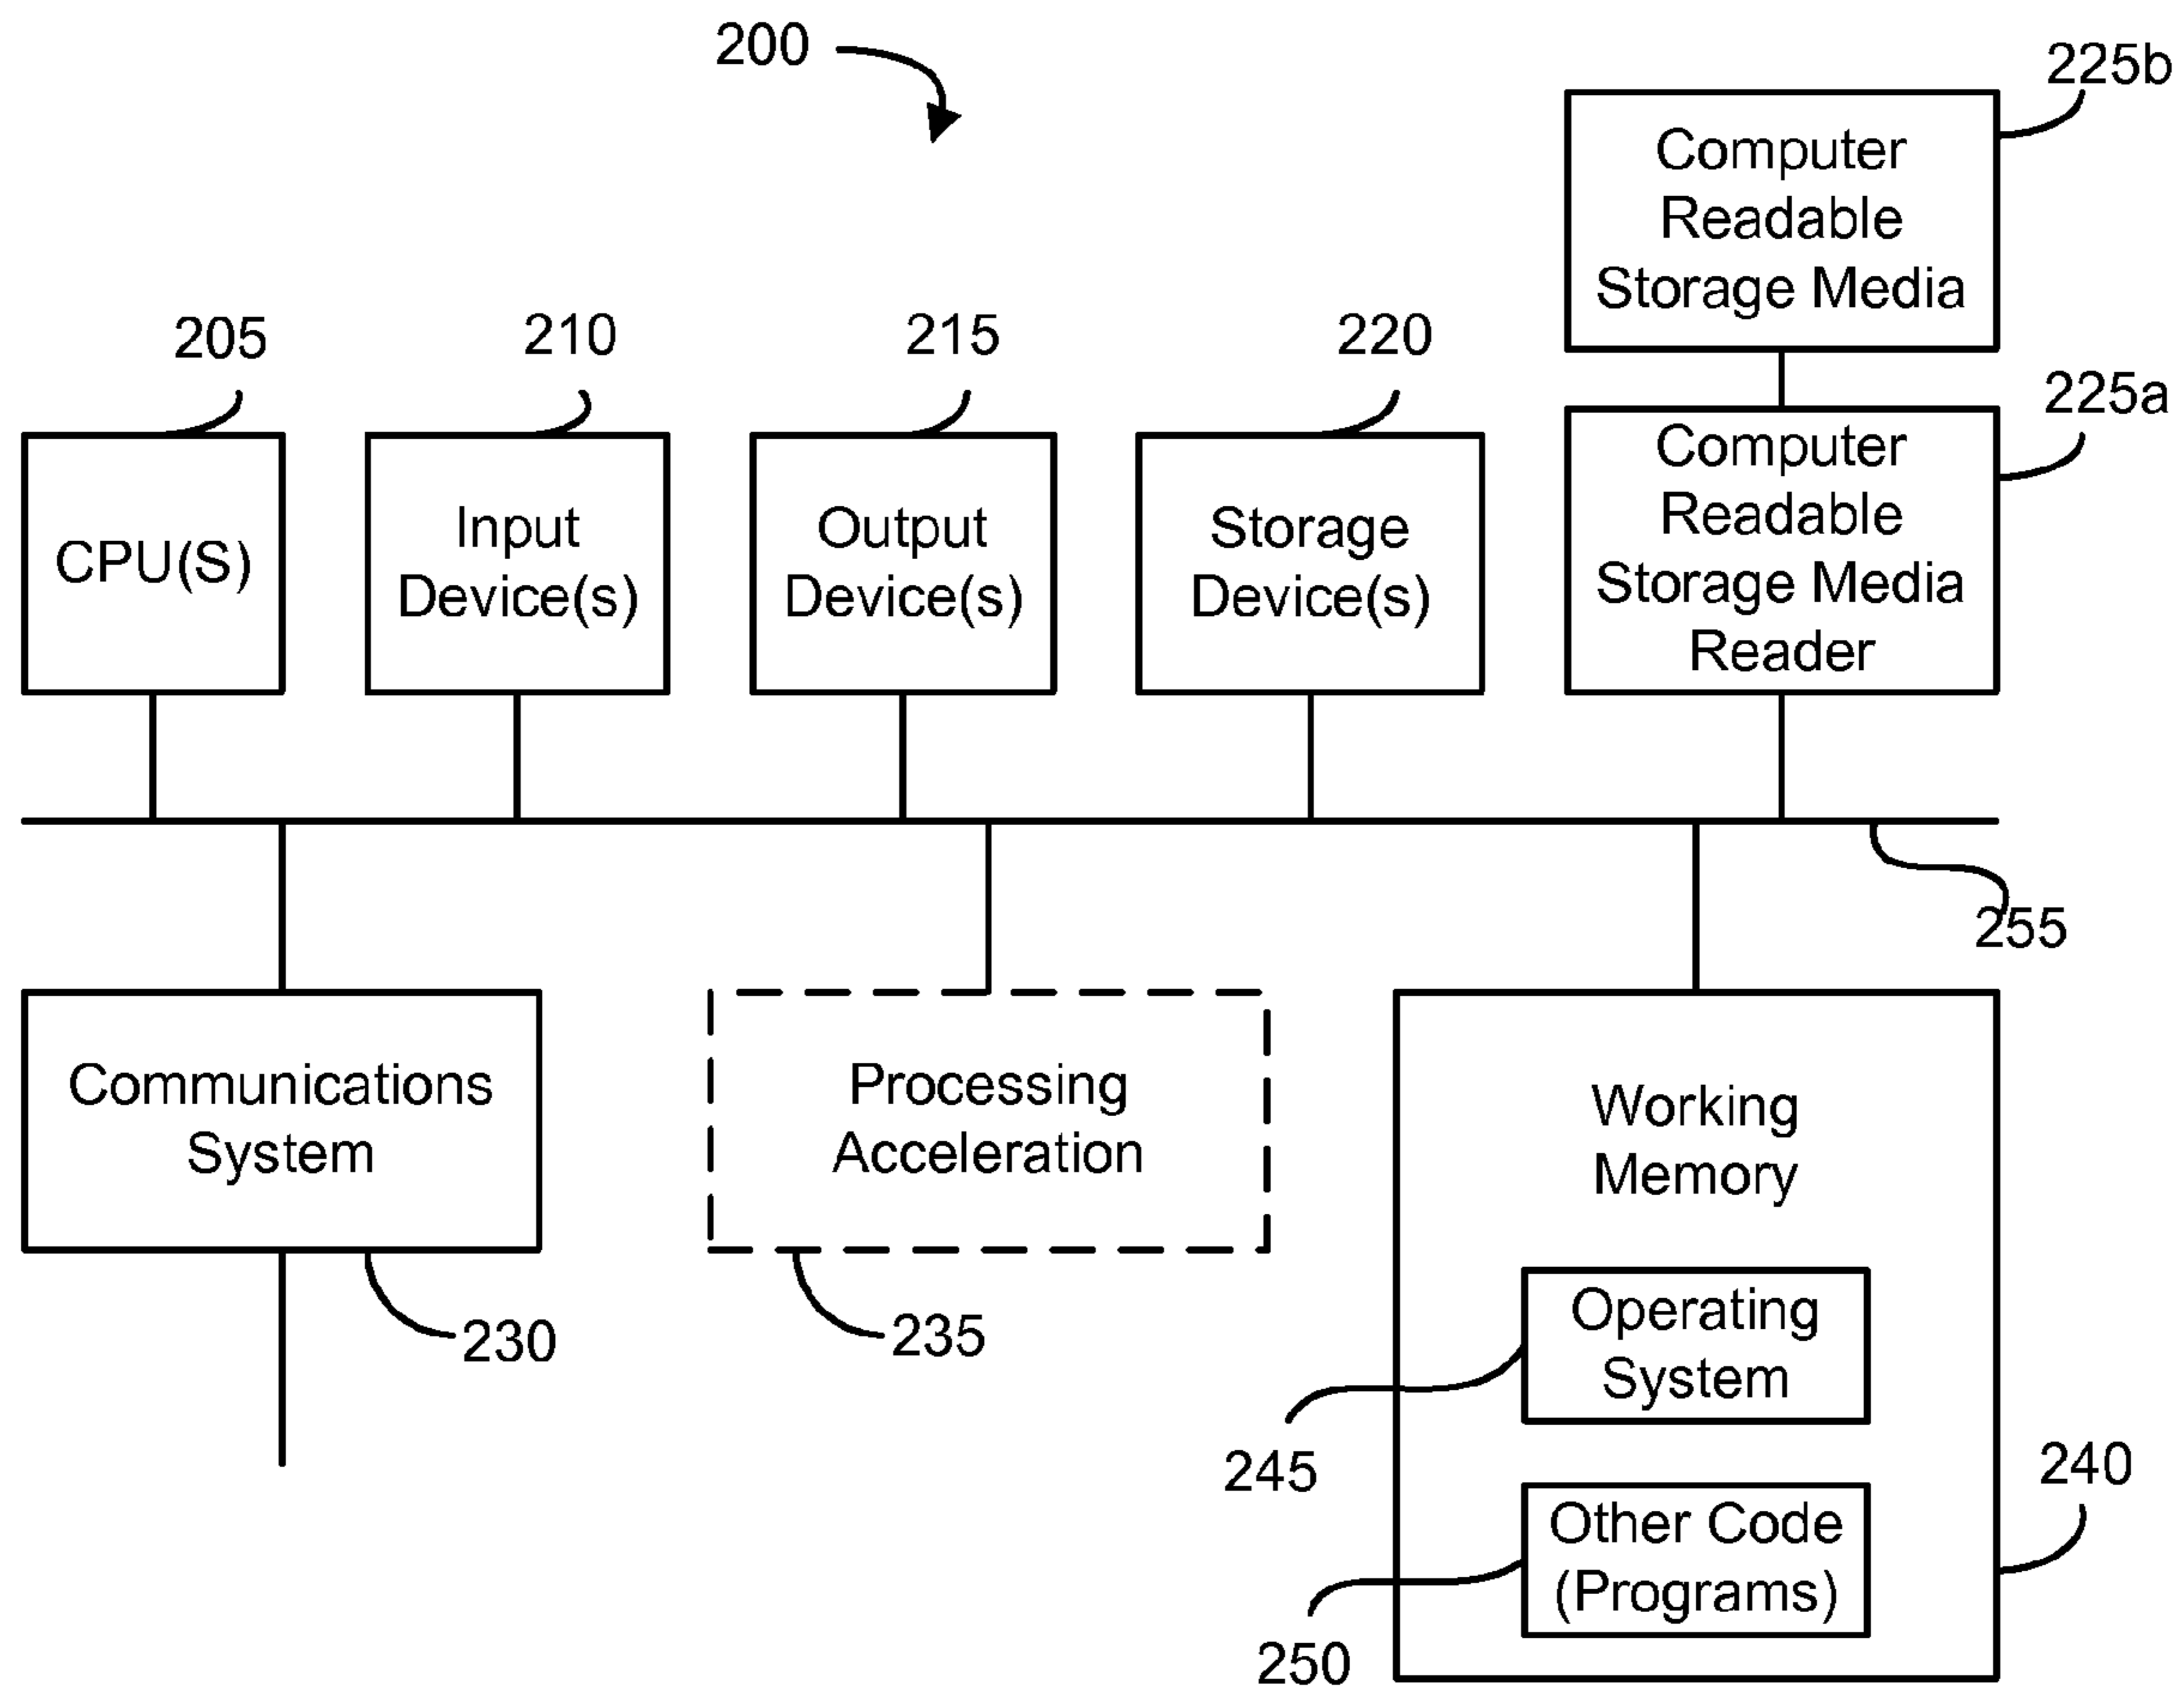 200
225b
Computer
Readable
Storage Media
205
210
215
220
225a
CPU(S)
Input
Device(s)
Output
Device(s)
Storage
Device(s)
Computer
Readable
Storage Media
Reader
255
Communications
System
Processing
Acceleration
Working
Memory
230
235
Operating
System
245
240
Other Code
(Programs)
250